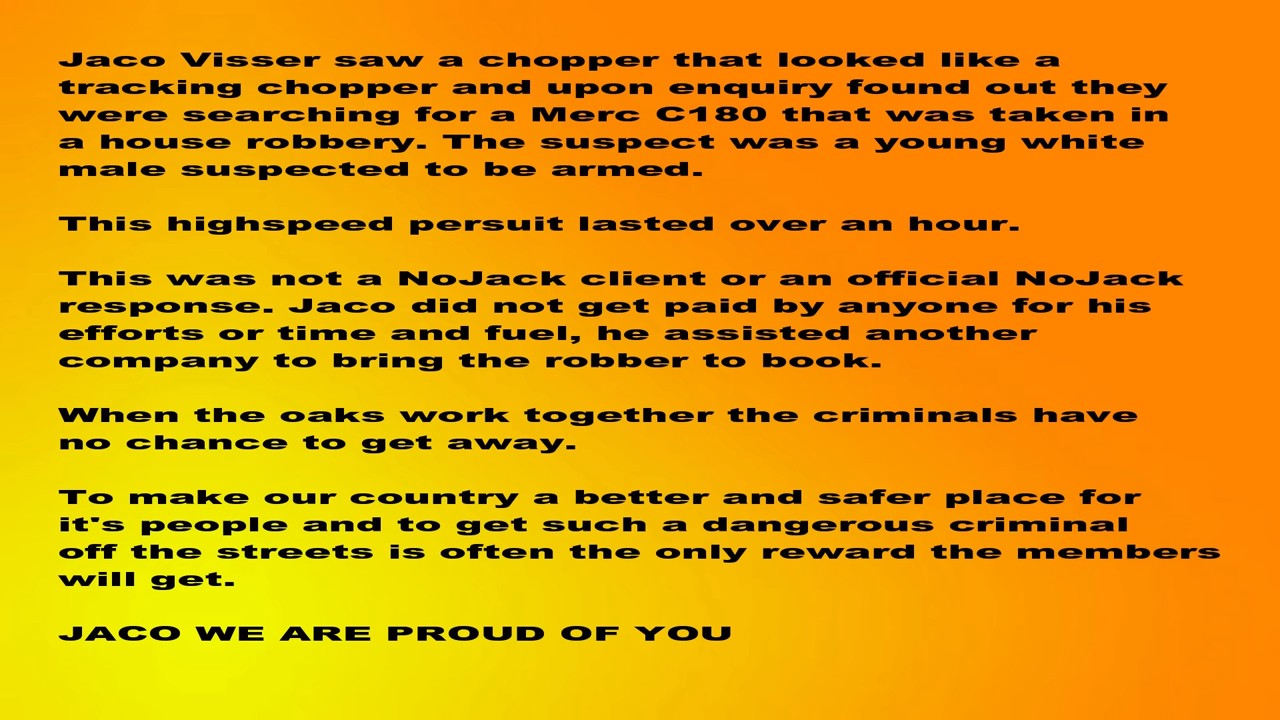 Jaco Visser saw a chopper that looked like a
tracking chopper and upon enquiry found out they
were searching for a Merc C180 that was taken in
a house robbery. The suspect was a young white
male suspected to be armed.
This highspeed persuit lasted over an hour.
This was not a NoJack client or an official NoJack
response. Jaco did not get paid by anyone for his
efforts or time and fuel, he assisted another
company to bring the robber to book.
When the oaks work together the criminals have
no chance to get away.
To make our country a better and safer place for
it's people and to get such a dangerous criminal
off the streets is often the only reward the members
will get.
JACO WE ARE PROUD OF YOU